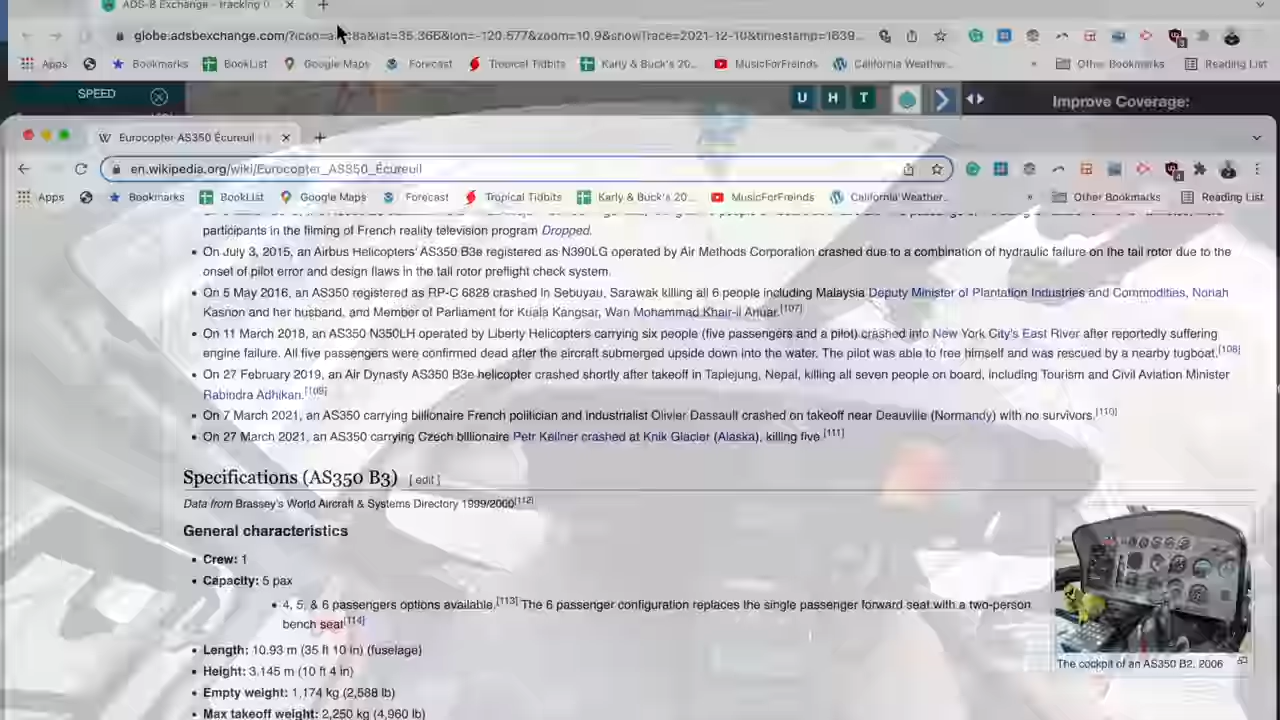 ADS-B Exchange - tracking
Apps Bookmarks BookList Google Maps Forecast Tropical Tidbits Karly & Buck's 20... MusicForFreinds California Weather... » Other Bookmarks Reading List
SPEED U H T Improve Coverage:
Eurocopter AS350 Écureuil
en.wikipedia.org/wiki/Eurocopter_AS350_Écureuil
Apps Bookmarks BookList Google Maps Forecast Tropical Tidbits Karly & Buck's 20... MusicForFreinds California Weather... » Other Bookmarks Reading List
participants in the filming of French reality television program Dropped.
• On July 3, 2015, an Airbus Helicopters' AS350 B3e registered as N390LG operated by Air Methods Corporation crashed due to a combination of hydraulic failure on the tail rotor due to the
onset of pilot error and design flaws in the tail rotor preflight check system.
• On 5 May 2016, an AS350 registered as RP-C 6828 crashed in Sebuyau, Sarawak killing all 6 people including Malaysia Deputy Minister of Plantation Industries and Commodities, Noriah
Kasnon and her husband, and Member of Parliament for Kuala Kangsar, Wan Mohammad Khair-il Anuar.[107]
• On 11 March 2018, an AS350 N350LH operated by Liberty Helicopters carrying six people (five passengers and a pilot) crashed into New York City's East River after reportedly suffering
engine failure. All five passengers were confirmed dead after the aircraft submerged upside down into the water. The pilot was able to free himself and was rescued by a nearby tugboat.[108]
• On 27 February 2019, an Air Dynasty AS350 B3e helicopter crashed shortly after takeoff in Taplejung, Nepal, killing all seven people on board, including Tourism and Civil Aviation Minister
Rabindra Adhikari.[109]
• On 7 March 2021, an AS350 carrying billionaire French politician and industrialist Olivier Dassault crashed on takeoff near Deauville (Normandy) with no survivors.[110]
• On 27 March 2021, an AS350 carrying Czech billionaire Petr Kellner crashed at Knik Glacier (Alaska), killing five.[111]
Specifications (AS350 B3) [ edit ]
Data from Brassey's World Aircraft & Systems Directory 1999/2000[112]
General characteristics
• Crew: 1
• Capacity: 5 pax
• 4, 5, & 6 passengers options available.[113] The 6 passenger configuration replaces the single passenger forward seat with a two-person
bench seat[114]
• Length: 10.93 m (35 ft 10 in) (fuselage)
• Height: 3.145 m (10 ft 4 in)
The cockpit of an AS350 B2, 2006
• Empty weight: 1,174 kg (2,588 lb)
• Max takeoff weight: 2,250 kg (4,960 lb)